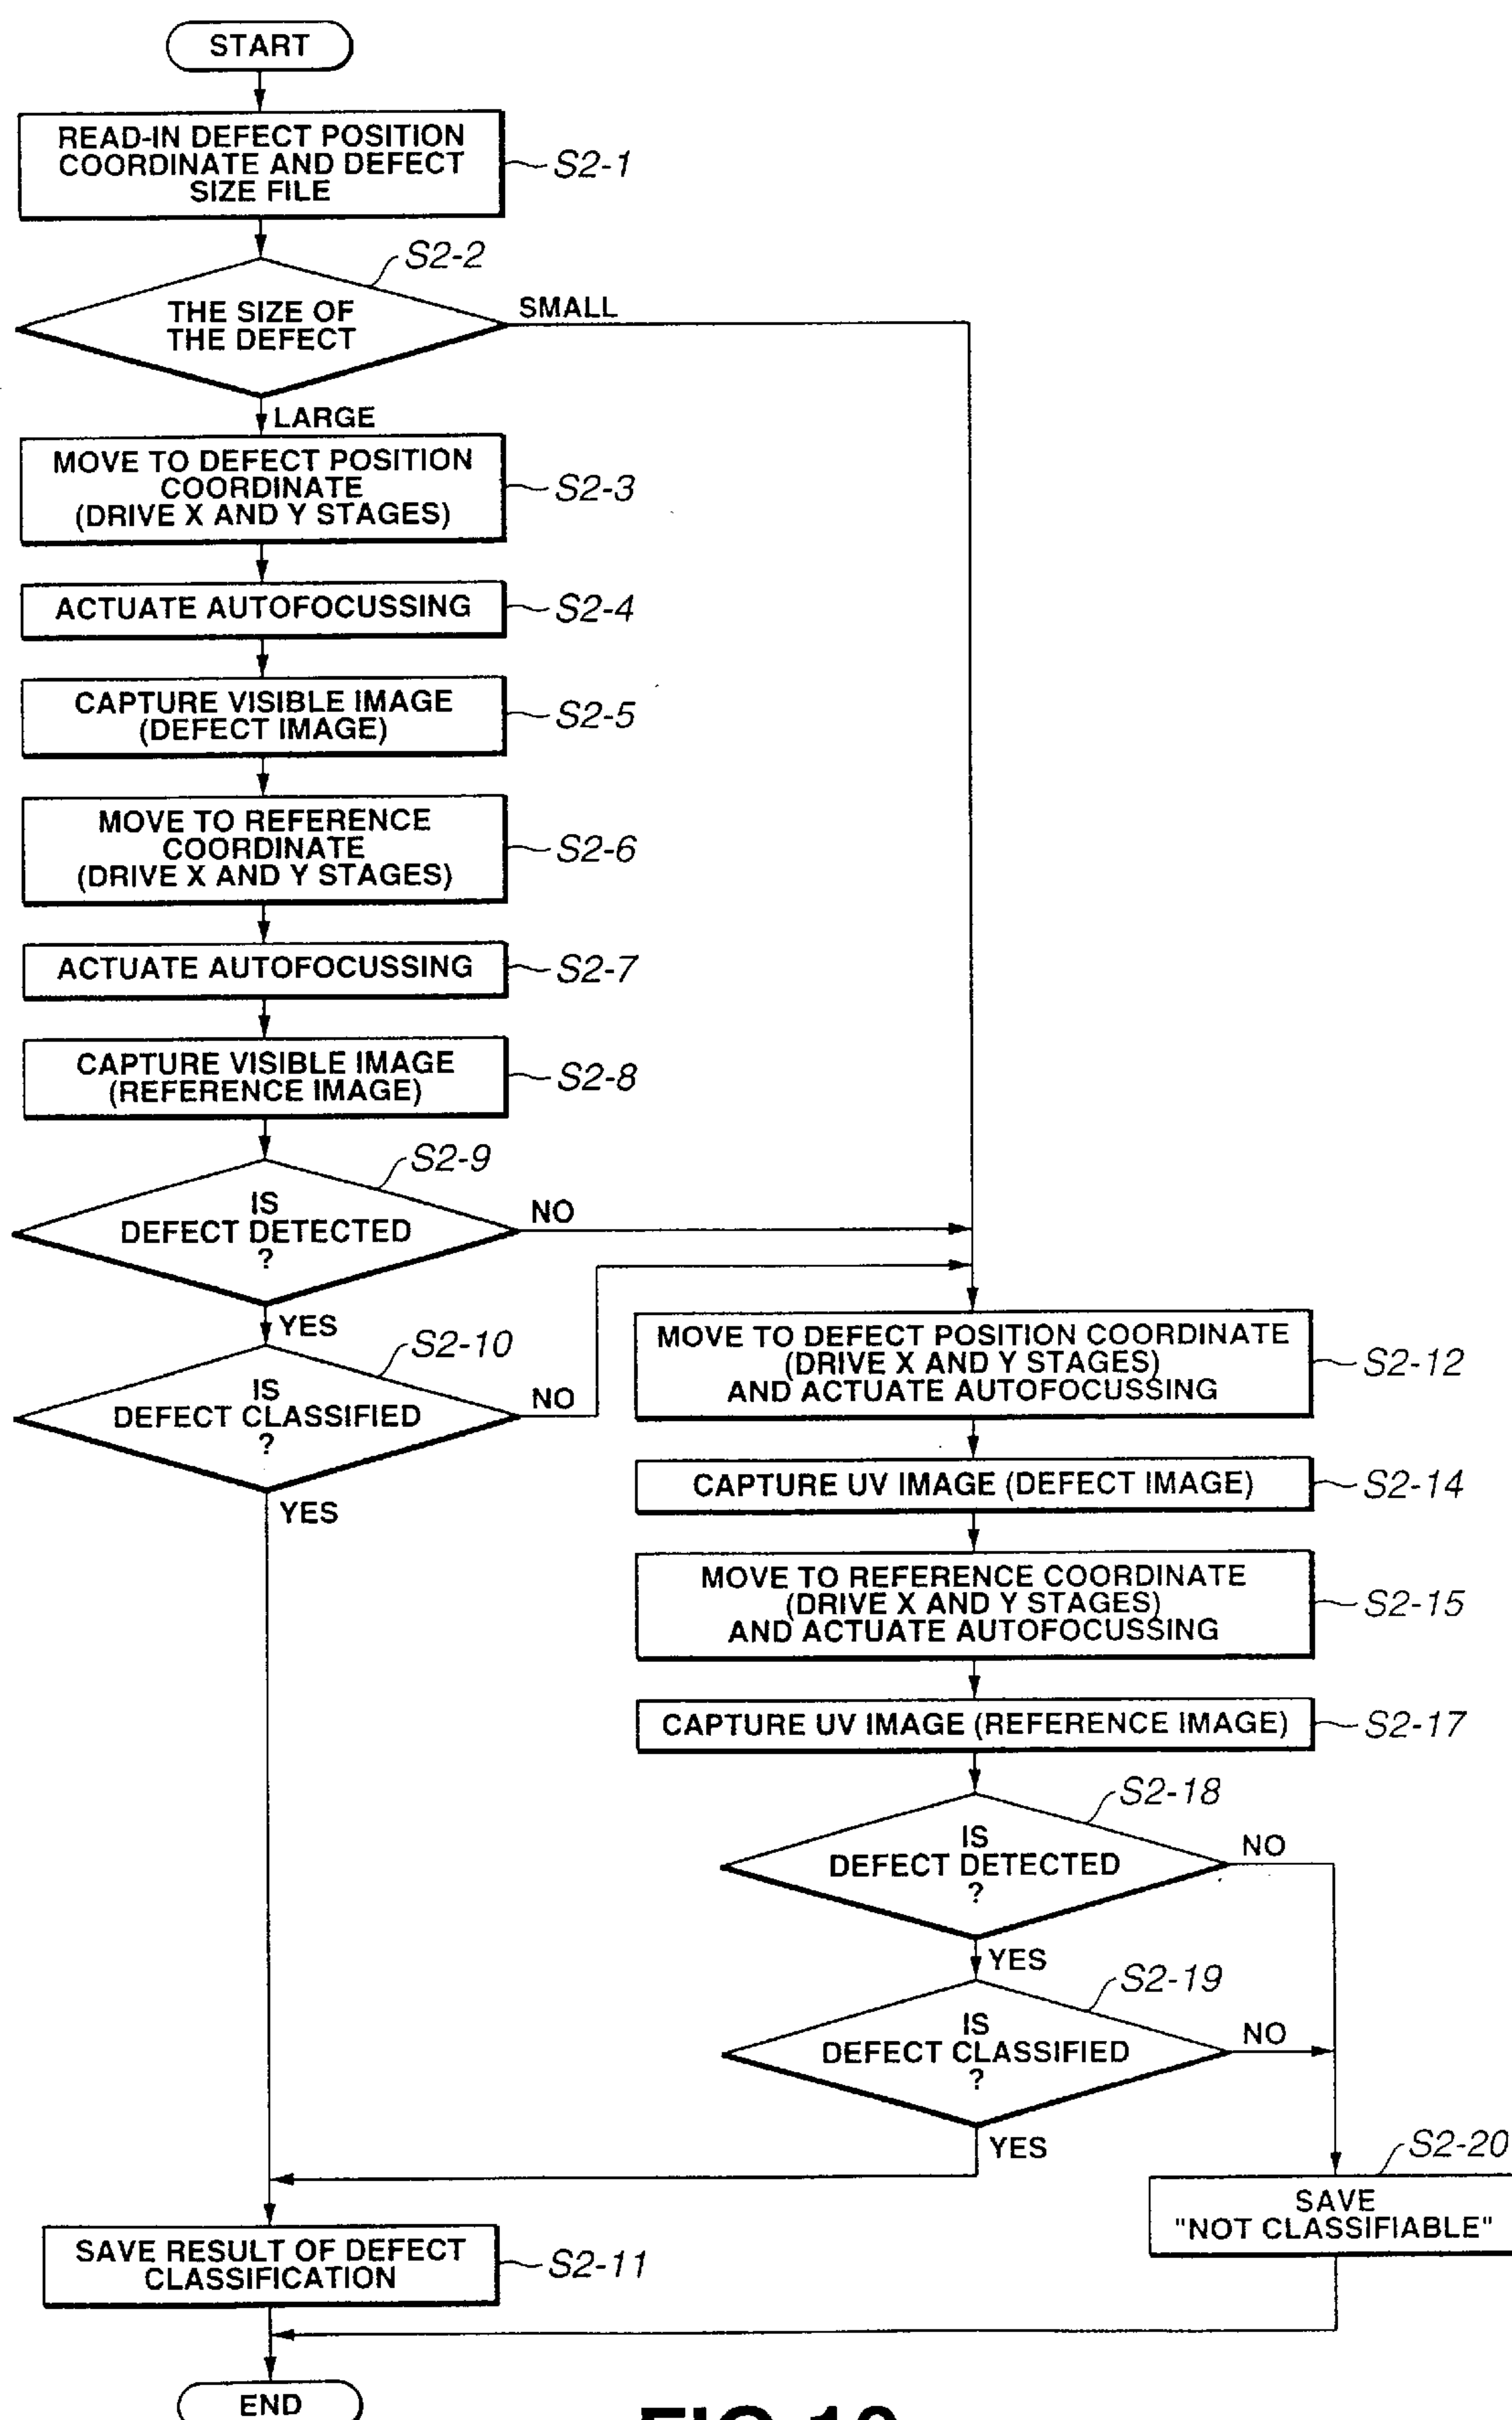 START
READ-IN DEFECT POSITION
COORDINATE AND DEFECT
SIZE FILE
S2-1
S2-2
THE SIZE OF
THE DEFECT
SMALL
LARGE
MOVE TO DEFECT POSITION
COORDINATE
(DRIVE X AND Y STAGES)
S2-3
ACTUATE AUTOFOCUSSING
S2-4
CAPTURE VISIBLE IMAGE
(DEFECT IMAGE)
S2-5
MOVE TO REFERENCE
COORDINATE
(DRIVE X AND Y STAGES)
S2-6
ACTUATE AUTOFOCUSSING
S2-7
CAPTURE VISIBLE IMAGE
(REFERENCE IMAGE)
S2-8
S2-9
IS
DEFECT DETECTED
?
NO
YES
S2-10
IS
DEFECT CLASSIFIED
?
NO
YES
MOVE TO DEFECT POSITION COORDINATE
(DRIVE X AND Y STAGES)
AND ACTUATE AUTOFOCUSSING
S2-12
CAPTURE UV IMAGE (DEFECT IMAGE)
S2-14
MOVE TO REFERENCE COORDINATE
(DRIVE X AND Y STAGES)
AND ACTUATE AUTOFOCUSSING
S2-15
CAPTURE UV IMAGE (REFERENCE IMAGE)
S2-17
S2-18
IS
DEFECT DETECTED
?
NO
YES
S2-19
IS
DEFECT CLASSIFIED
?
NO
YES
S2-20
SAVE
"NOT CLASSIFIABLE"
SAVE RESULT OF DEFECT
CLASSIFICATION
S2-11
END